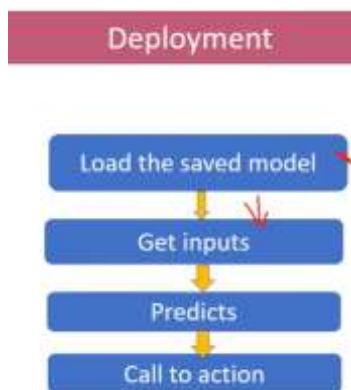 Deployment
Load the saved model
Get inputs
Predicts
Call to action